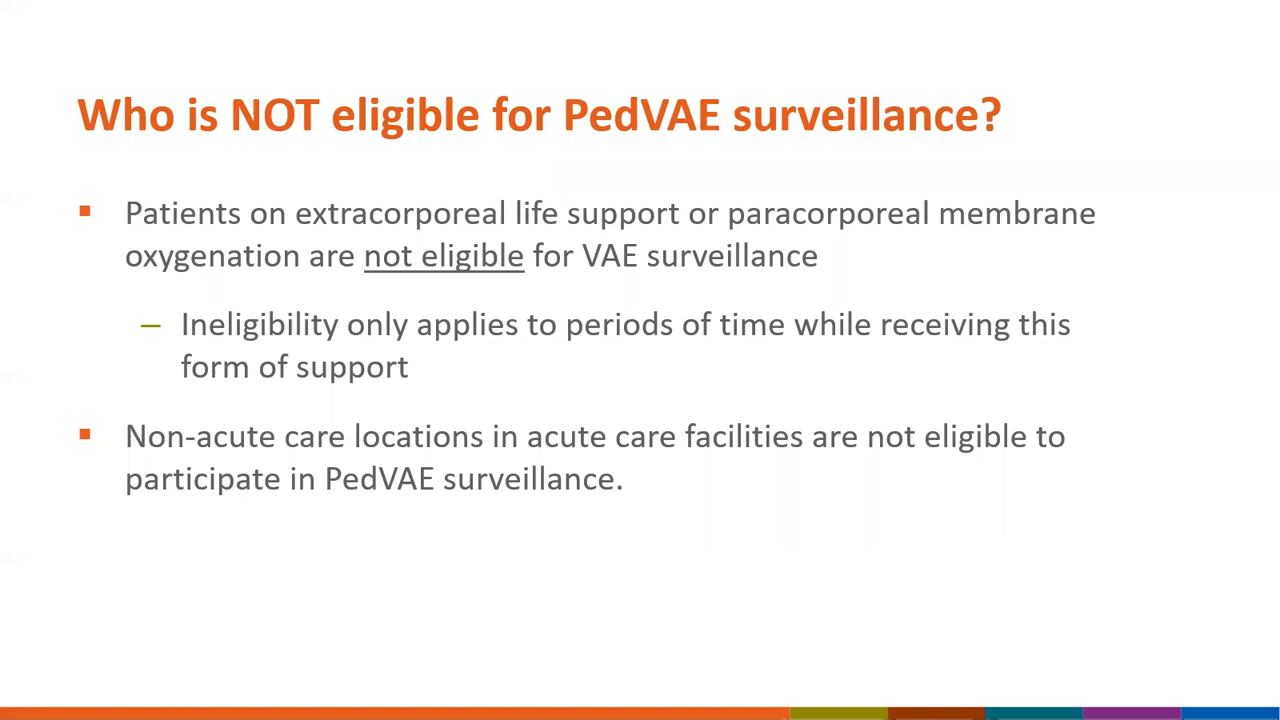 Who is NOT eligible for PedVAE surveillance?
▪ Patients on extracorporeal life support or paracorporeal membrane
oxygenation are not eligible for VAE surveillance
– Ineligibility only applies to periods of time while receiving this
form of support
▪ Non-acute care locations in acute care facilities are not eligible to
participate in PedVAE surveillance.